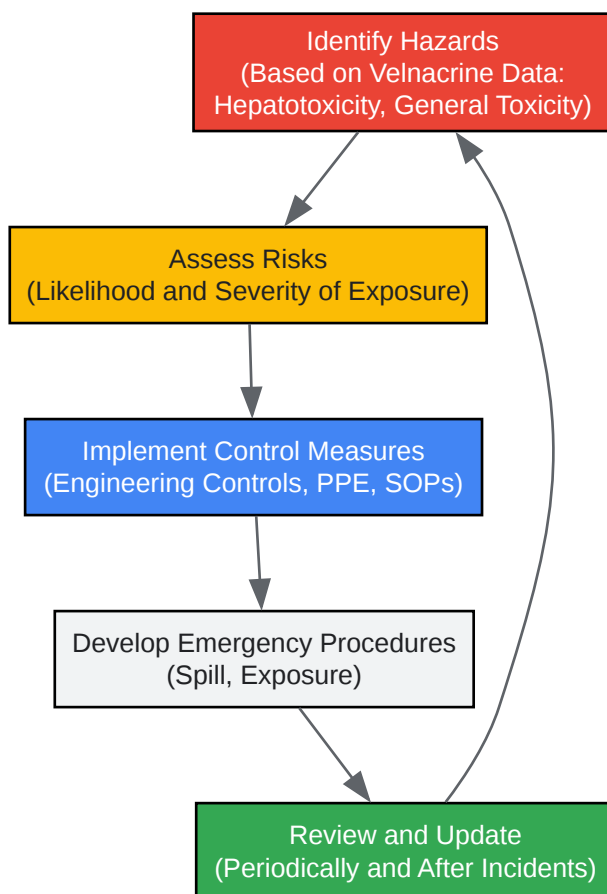 Identify Hazards
(Based on Velnacrine Data:
Hepatotoxicity, General Toxicity)
Assess Risks
(Likelihood and Severity of Exposure)
Implement Control Measures
(Engineering Controls, PPE, SOPs)
Develop Emergency Procedures
(Spill, Exposure)
Review and Update
(Periodically and After Incidents)